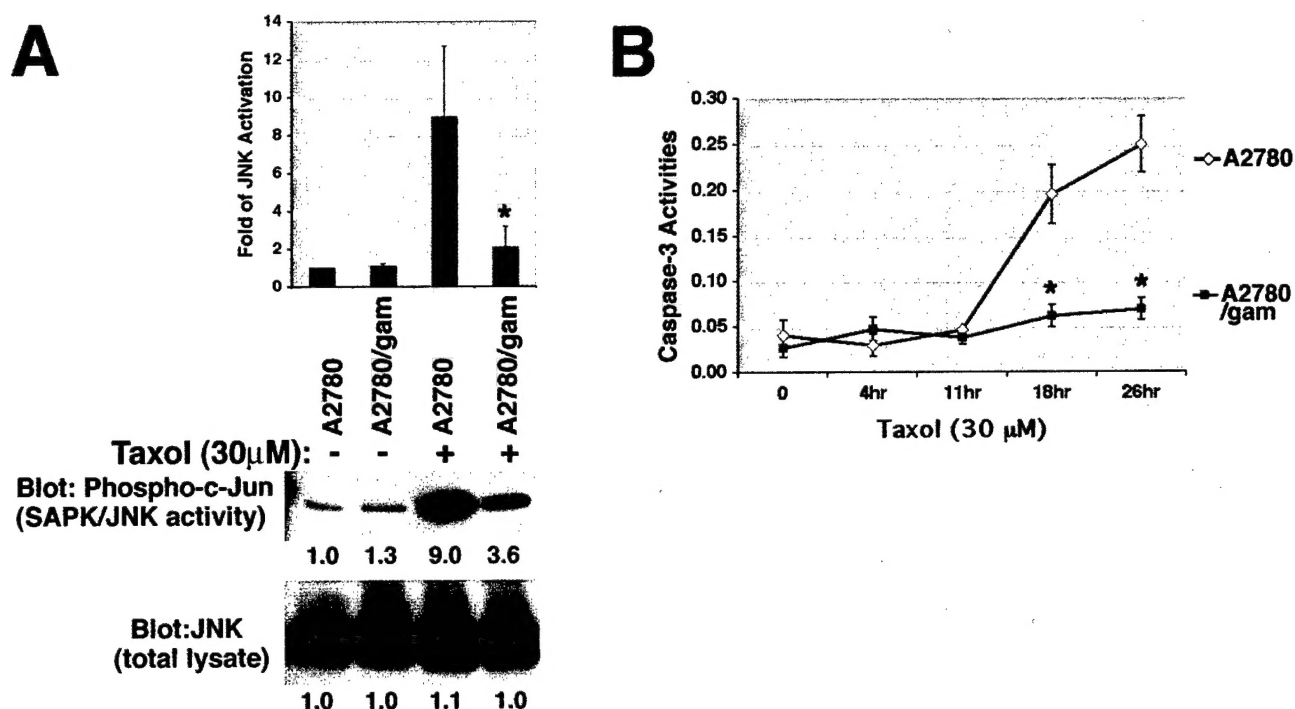 A
Fold of JNK Activation
14
12
10
8
6
4
2
0
*
A2780
A2780/gam
A2780
A2780/gam
Taxol (30μM): - - + +
Blot: Phospho-c-Jun
(SAPK/JNK activity)
1.0 1.3 9.0 3.6
Blot:JNK
(total lysate)
1.0 1.0 1.1 1.0
B
Caspase-3 Activities
0.30
0.25
0.20
0.15
0.10
0.05
0.00
* *
0 4hr 11hr 18hr 26hr
Taxol (30 μM)
A2780
A2780
/gam